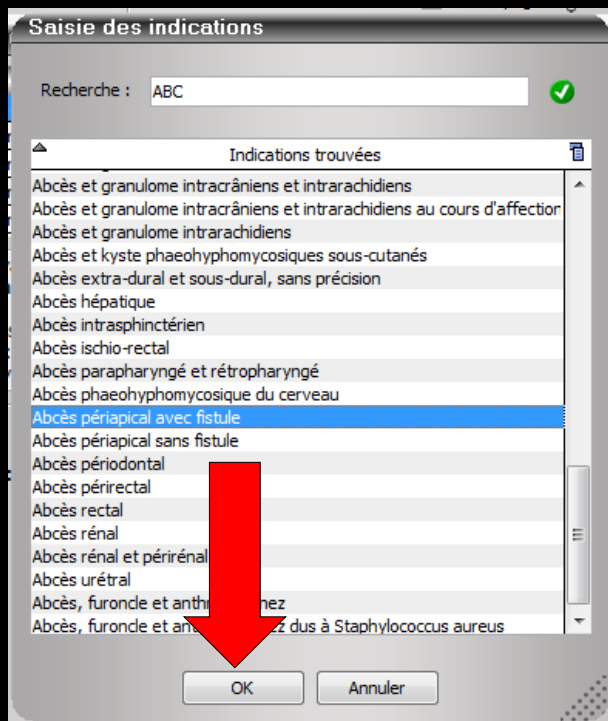 Saisie des indications
Recherche : ABC
Indications trouvées
Abcès et granulome intracrâniens et intrarachidiens
Abcès et granulome intracrâniens et intrarachidiens au cours d'affection
Abcès et granulome intrarachidiens
Abcès et kyste phaeohyphomycosiques sous-cutanés
Abcès extra-dural et sous-dural, sans précision
Abcès hépatique
Abcès intrasphinctérien
Abcès ischio-rectal
Abcès parapharyngé et rétropharyngé
Abcès phaeohyphomycosique du cerveau
Abcès périapical avec fistule
Abcès périapical sans fistule
Abcès périodontal
Abcès périrectal
Abcès rectal
Abcès rénal
Abcès rénal et périrénal
Abcès urétral
Abcès, furoncle et nez
Abcès, furoncle et dus à Staphylococcus aureus
OK Annuler